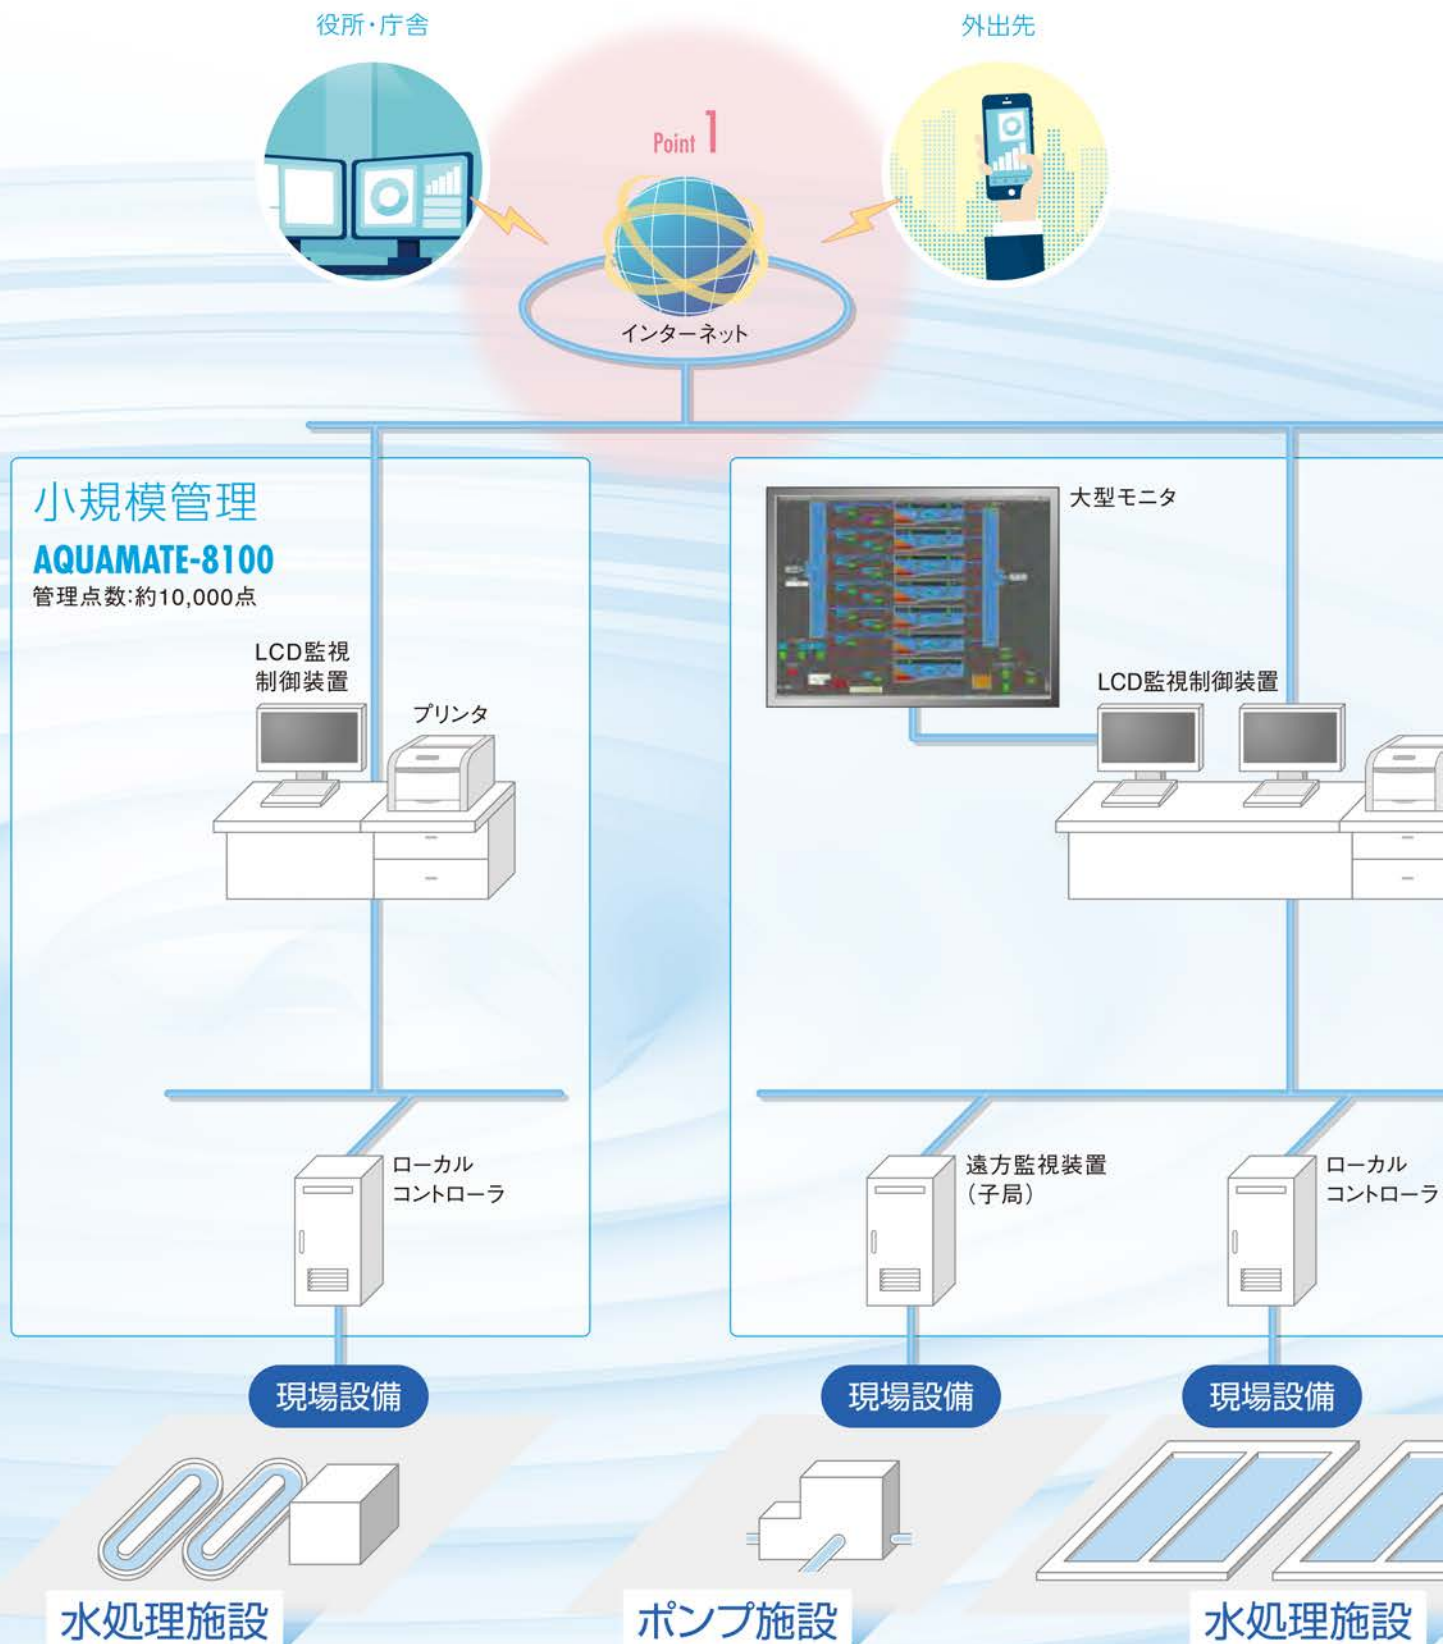 役所・庁舎
外出先
Point 1
インターネット
小規模管理
AQUAMATE-8100
管理点数:約10,000点
LCD監視
制御装置
プリンタ
大型モニタ
LCD監視制御装置
ローカル
コントローラ
遠方監視装置
(子局)
ローカル
コントローラ
現場設備
現場設備
現場設備
水処理施設
ポンプ施設
水処理施設